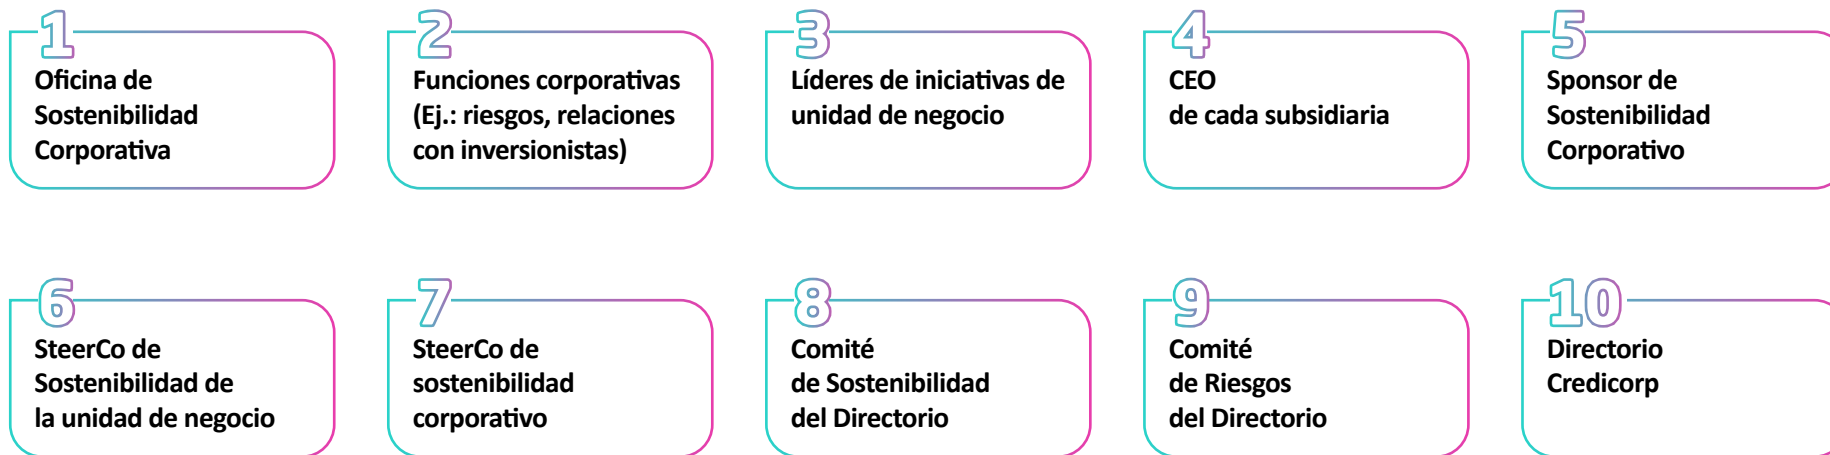 1
Oficina de
Sostenibilidad
Corporativa
2
Funciones corporativas
(Ej.: riesgos, relaciones
con inversionistas)
3
Líderes de iniciativas de
unidad de negocio
4
CEO
de cada subsidiaria
5
Sponsor de
Sostenibilidad
Corporativo
6
SteerCo de
Sostenibilidad de
la unidad de negocio
7
SteerCo de
sostenibilidad
corporativo
8
Comité
de Sostenibilidad
del Directorio
9
Comité
de Riesgos
del Directorio
10
Directorio
Credicorp